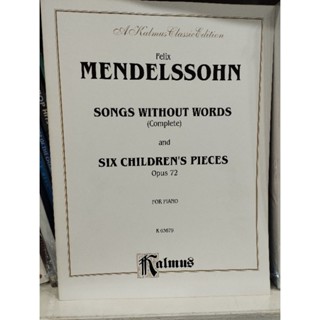 A Kalmus Classic Edition
Felix
MENDELSSOHN
SONGS WITHOUT WORDS
(Complete)
and
SIX CHILDREN'S PIECES
Opus 72
FOR PIANO
Kalmus